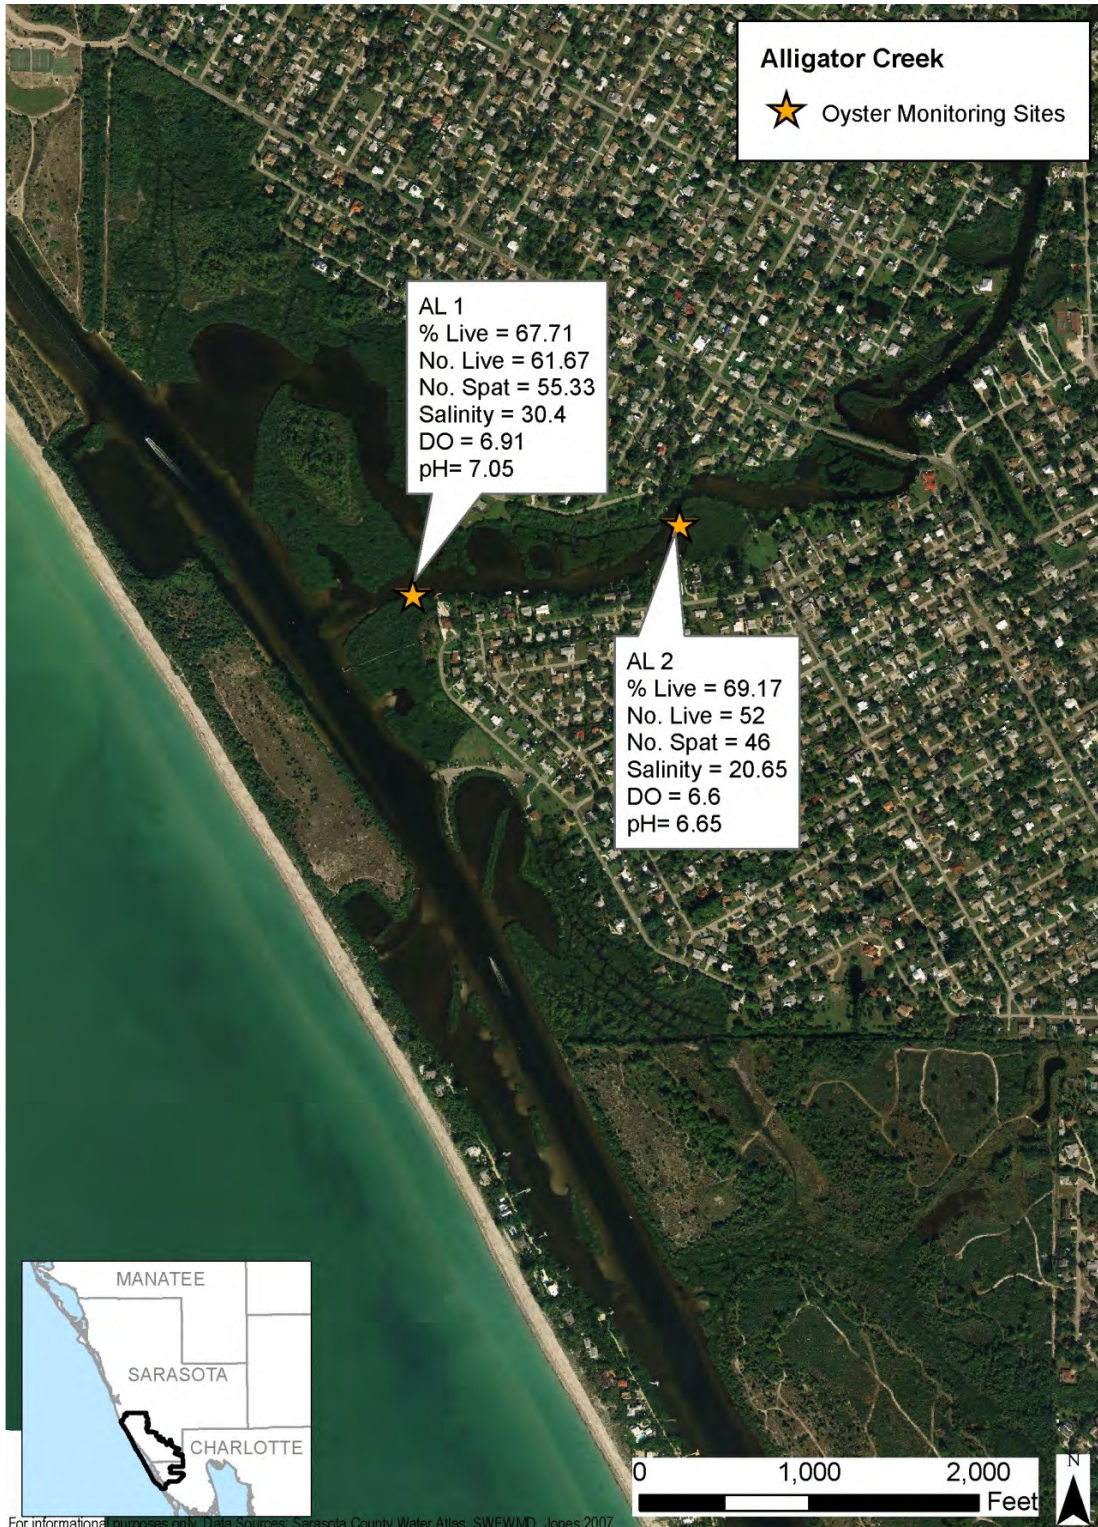 Alligator Creek
Oyster Monitoring Sites
AL 1
% Live = 67.71
No. Live = 61.67
No. Spat = 55.33
Salinity = 30.4
DO = 6.91
pH= 7.05
AL 2
% Live = 69.17
No. Live = 52
No. Spat = 46
Salinity = 20.65
DO = 6.6
pH= 6.65
MANATEE
SARASOTA
CHARLOTTE
0 1,000 2,000
Feet
N
For informational purposes only. Data Sources: Sarasota County Water Atlas, SWFWMD, Jones 2007